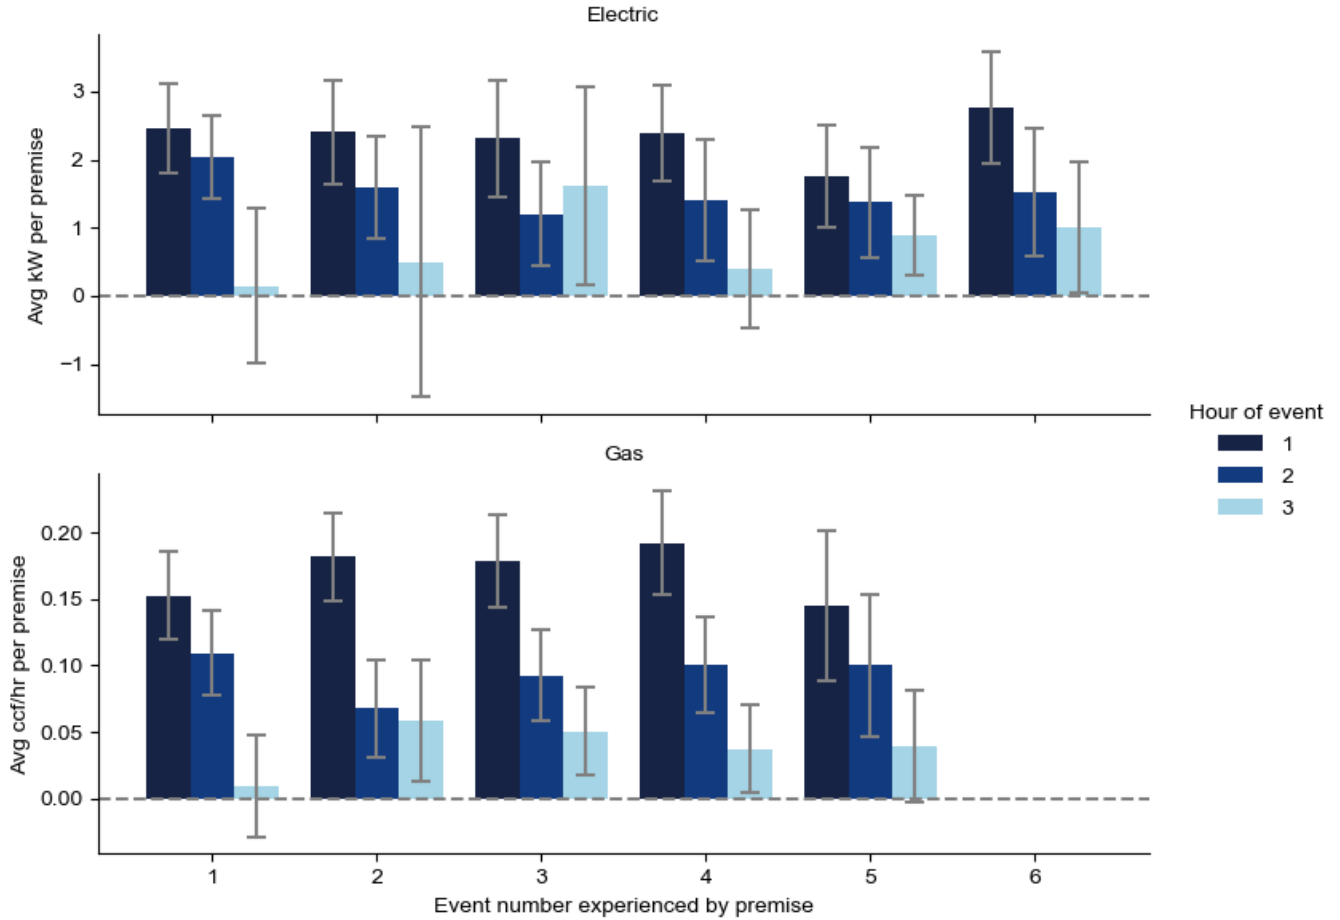 Electric
Avg kW per premise
3
2
1
0
−1
Hour of event
1
2
3
Gas
Avg ccf/hr per premise
0.20
0.15
0.10
0.05
0.00
1 2 3 4 5 6
Event number experienced by premise